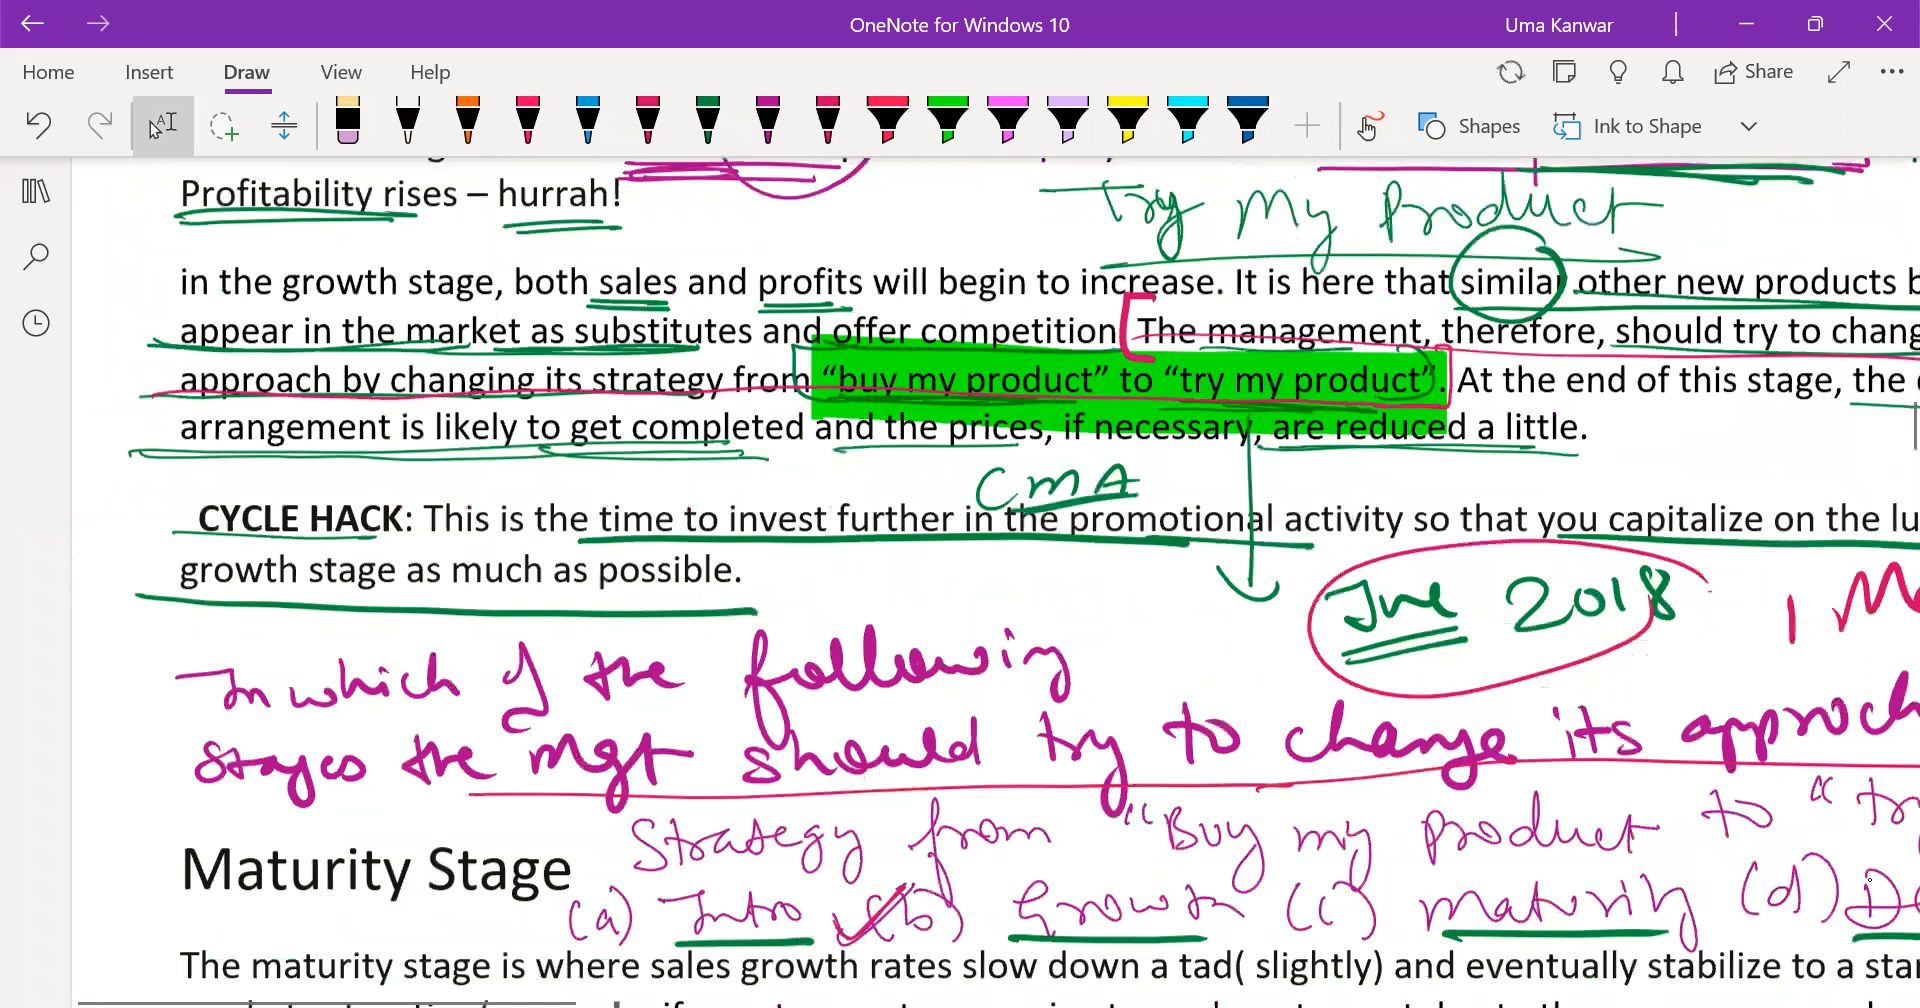 OneNote for Windows 10
Uma Kanwar
Home Insert Draw View Help
Share
Shapes
Ink to Shape
Profitability rises – hurrah!
Try my Product
in the growth stage, both sales and profits will begin to increase. It is here that similar other new products
appear in the market as substitutes and offer competition The management, therefore, should try to
approach by changing its strategy from “buy my product” to “try my product”. At the end of this stage, the
arrangement is likely to get completed and the prices, if necessary, are reduced a little.
CMA
CYCLE HACK: This is the time to invest further in the promotional activity so that you capitalize on the
growth stage as much as possible.
June 2018
1
In which of the following
stages the mgt should try to change its approch
Strategy from “Buy my product to “
Maturity Stage
(a) Intro (b) Growth (c) maturity (d)
The maturity stage is where sales growth rates slow down a tad( slightly) and eventually stabilize to a